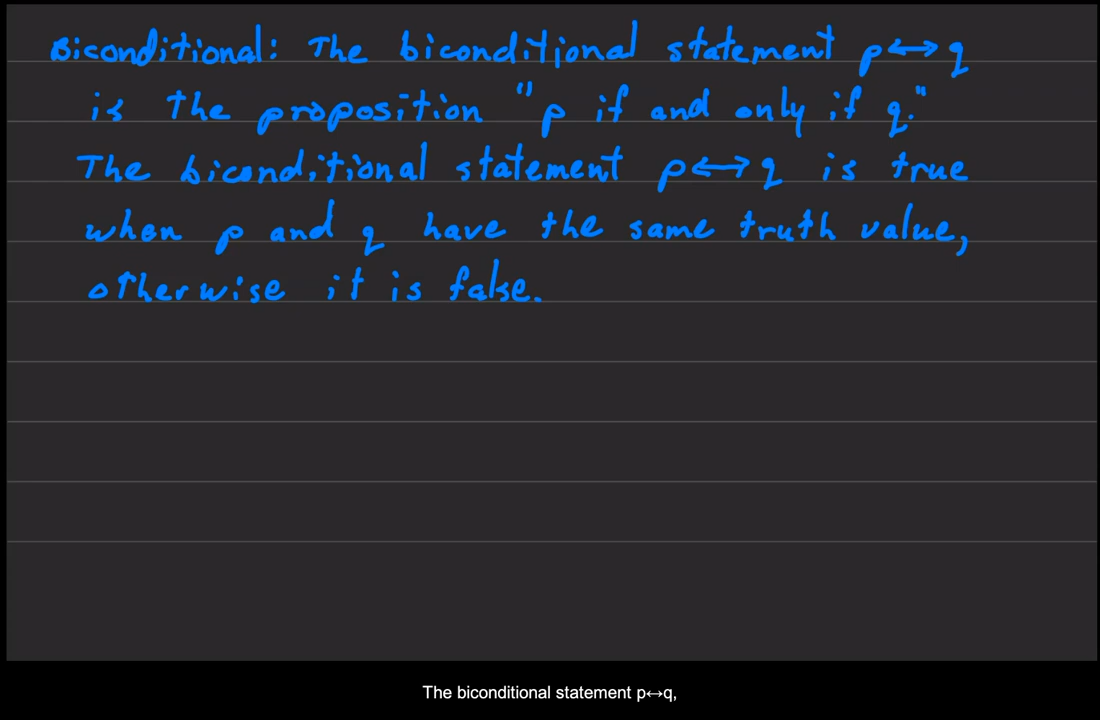 Biconditional: The biconditional statement p↔q
is the proposition "p if and only if q."
The biconditional statement p↔q is true
when p and q have the same truth value,
otherwise it is false.
The biconditional statement p↔q,